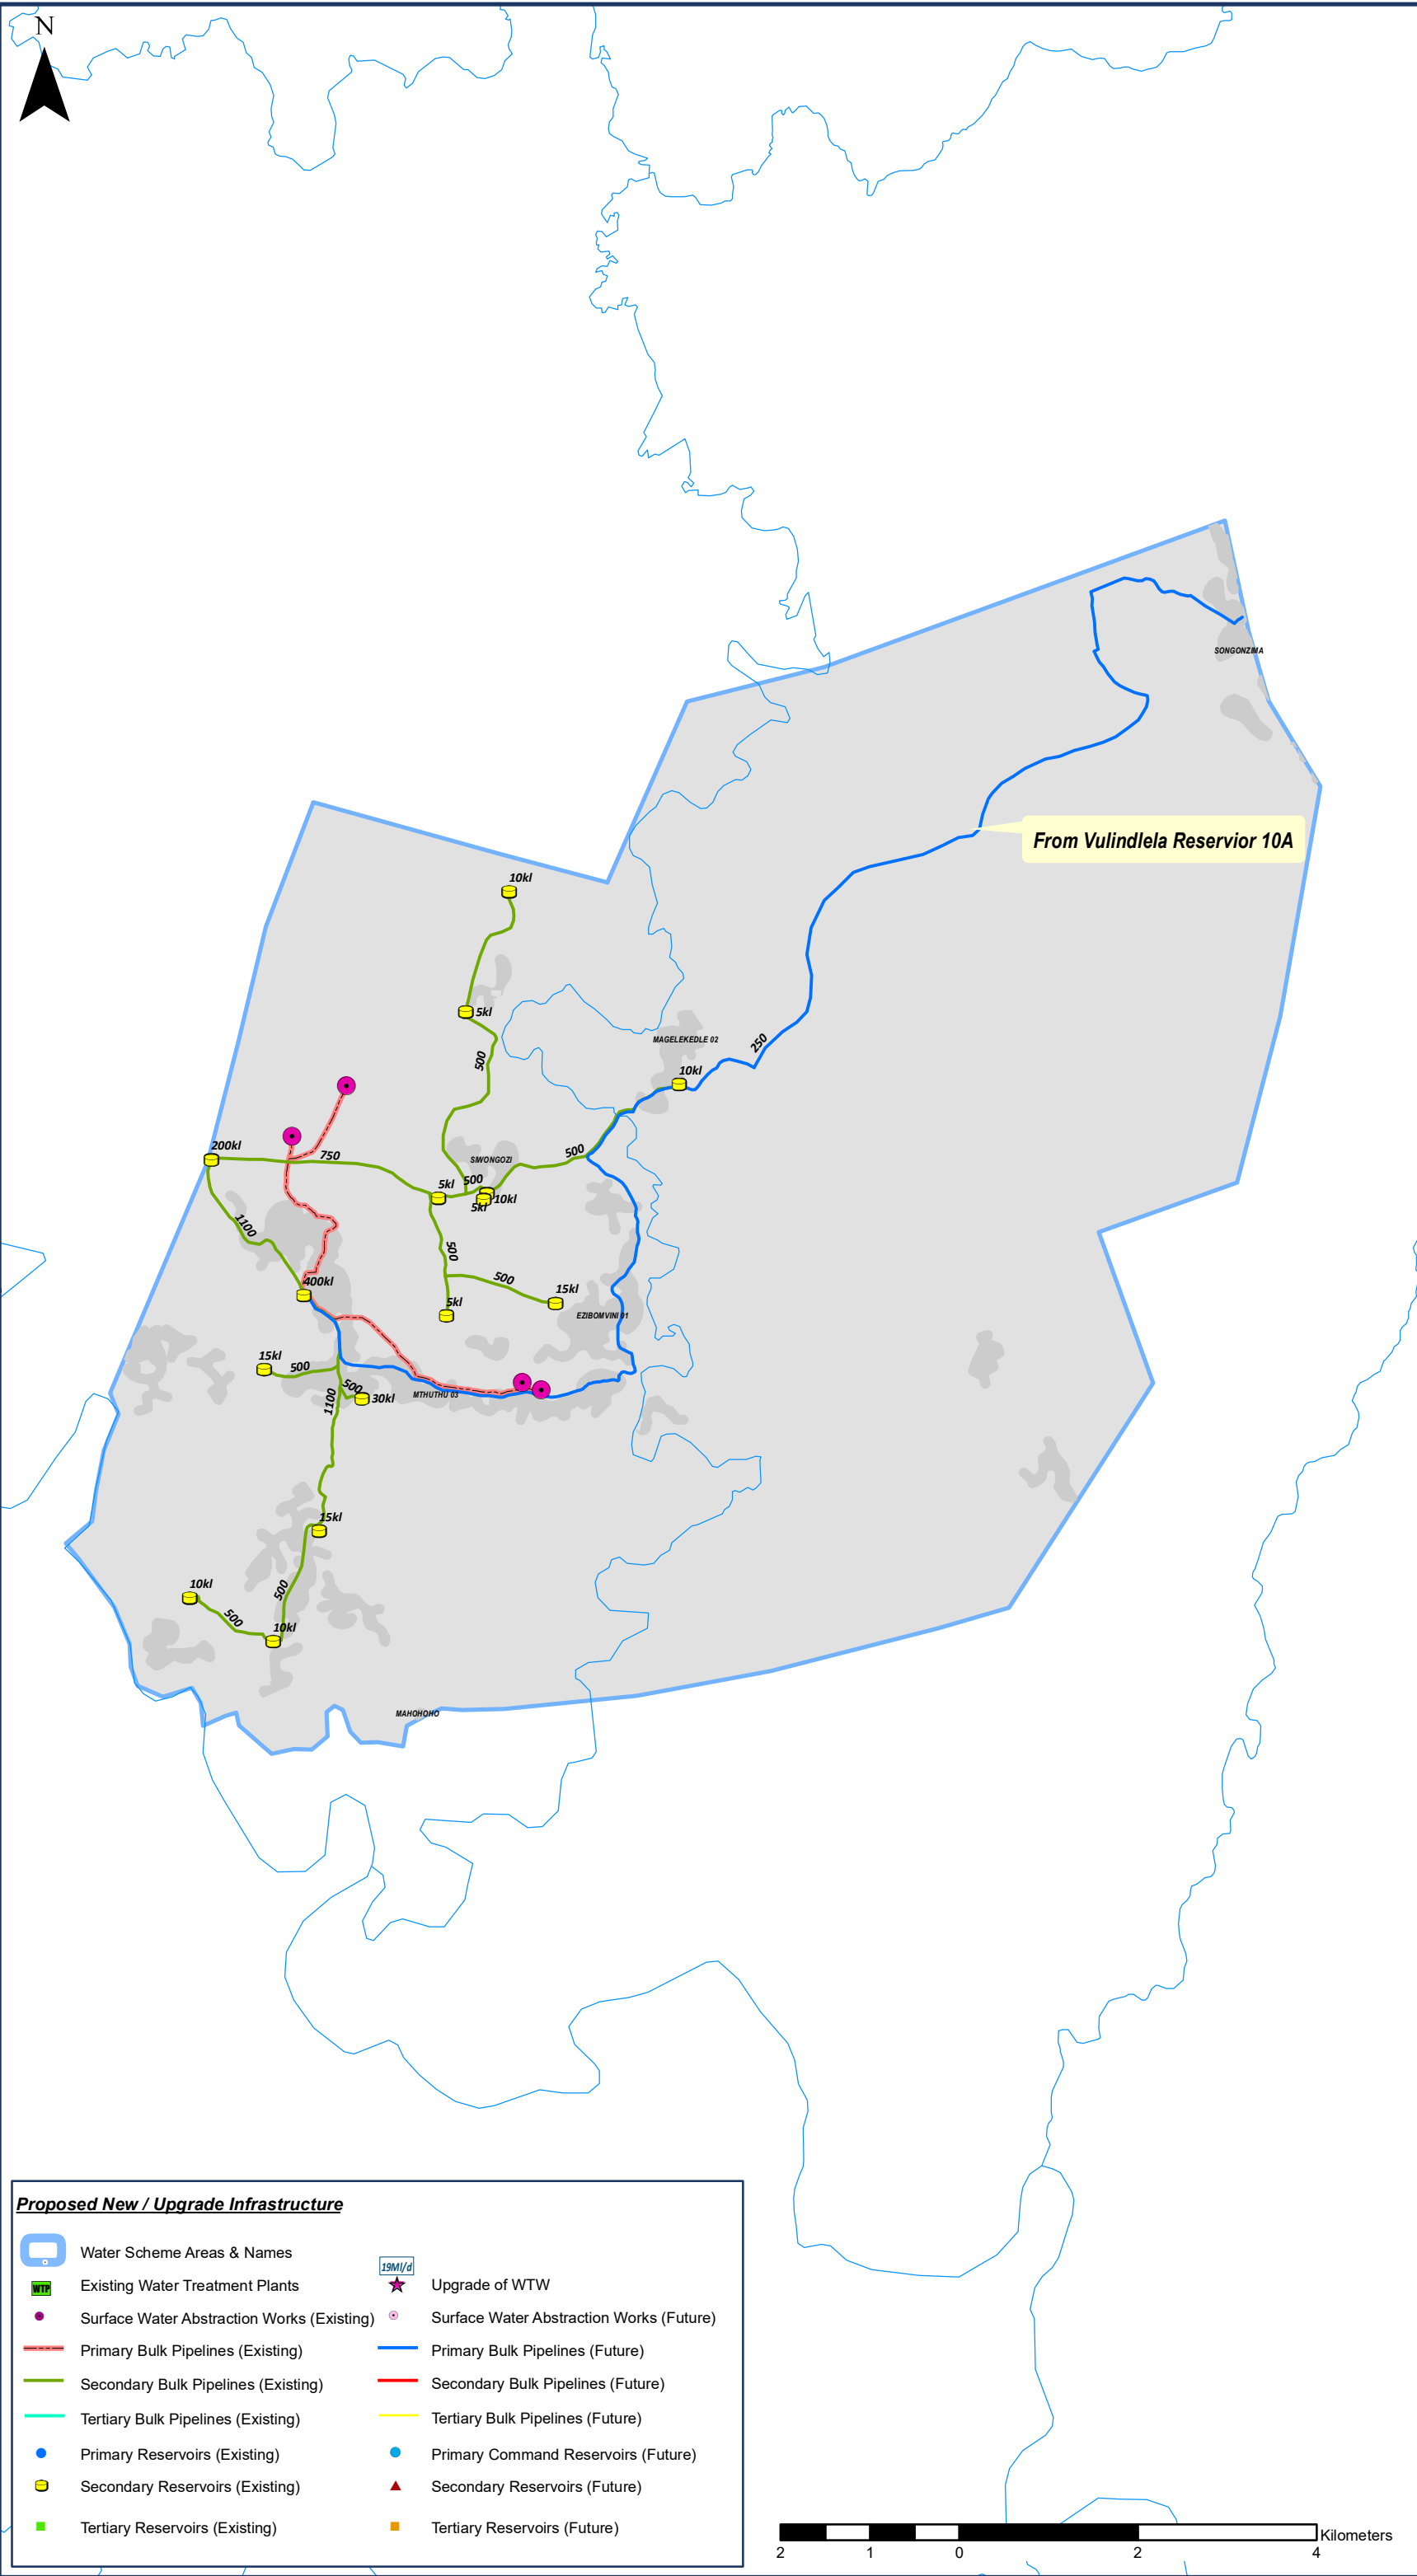 N
SONGONZIMA
From Vulindlela Reservior 10A
10kl
5kl
500
MAGELEKEDLE 02
250
10kl
200kl
750
SIWONGOZI
500
5kl
500
10kl
5kl
1100
500
500
400kl
15kl
5kl
EZIBOMVINI 01
15kl
500
500
30kl
MTHUTHU 03
1100
15kl
10kl
500
500
10kl
MAHOHOHO
Proposed New / Upgrade Infrastructure
Water Scheme Areas & Names
19Ml/d
WTP
Existing Water Treatment Plants
Upgrade of WTW
Surface Water Abstraction Works (Existing)
Surface Water Abstraction Works (Future)
Primary Bulk Pipelines (Existing)
Primary Bulk Pipelines (Future)
Secondary Bulk Pipelines (Existing)
Secondary Bulk Pipelines (Future)
Tertiary Bulk Pipelines (Existing)
Tertiary Bulk Pipelines (Future)
Primary Reservoirs (Existing)
Primary Command Reservoirs (Future)
Secondary Reservoirs (Existing)
Secondary Reservoirs (Future)
Tertiary Reservoirs (Existing)
Tertiary Reservoirs (Future)
Kilometers
2 1 0 2 4